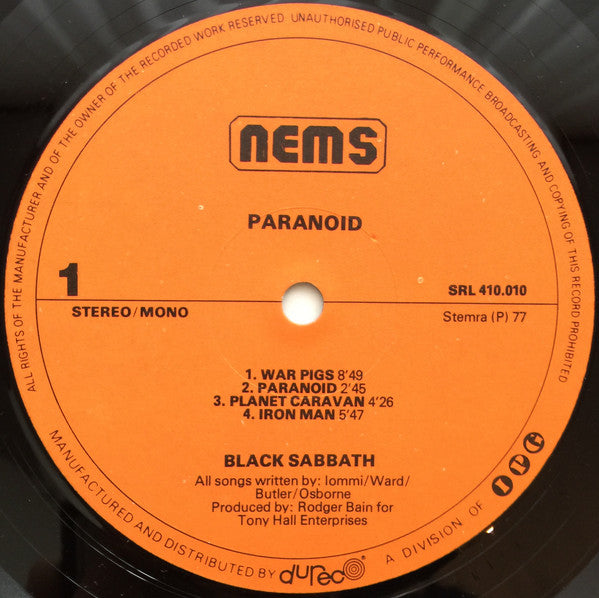 ALL RIGHTS OF THE MANUFACTURER AND OF THE OWNER OF THE RECORDED WORK RESERVED UNAUTHORISED PUBLIC PERFORMANCE BROADCASTING AND COPYING OF THIS RECORD PROHIBITED
nems
PARANOID
1
SRL 410.010
STEREO/MONO
Stemra (P) 77
1. WAR PIGS 8'49
2. PARANOID 2'45
3. PLANET CARAVAN 4'26
4. IRON MAN 5'47
BLACK SABBATH
All songs written by: Iommi/Ward/
Butler/Osborne
Produced by: Rodger Bain for
Tony Hall Enterprises
MANUFACTURED AND DISTRIBUTED BY dureco A DIVISION OF